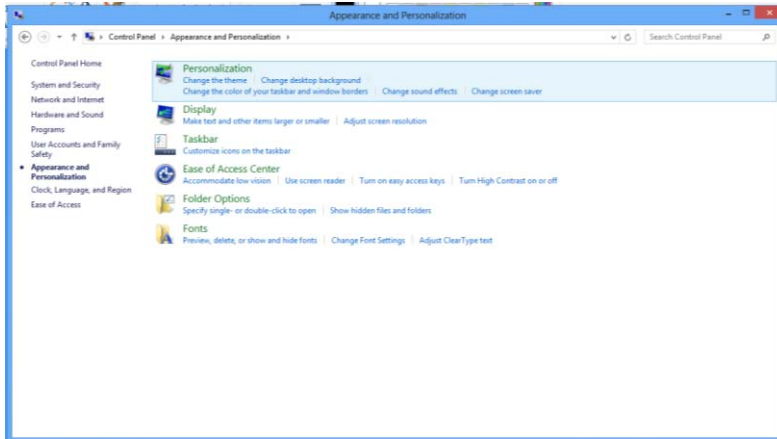 Appearance and Personalization
Control Panel › Appearance and Personalization ›
Search Control Panel
Control Panel Home
System and Security
Network and Internet
Hardware and Sound
Programs
User Accounts and Family
Safety
Appearance and
Personalization
Clock, Language, and Region
Ease of Access
Personalization
Change the theme | Change desktop background
Change the color of your taskbar and window borders | Change sound effects | Change screen saver
Display
Make text and other items larger or smaller | Adjust screen resolution
Taskbar
Customize icons on the taskbar
Ease of Access Center
Accommodate low vision | Use screen reader | Turn on easy access keys | Turn High Contrast on or off
Folder Options
Specify single- or double-click to open | Show hidden files and folders
Fonts
Preview, delete, or show and hide fonts | Change Font Settings | Adjust ClearType text